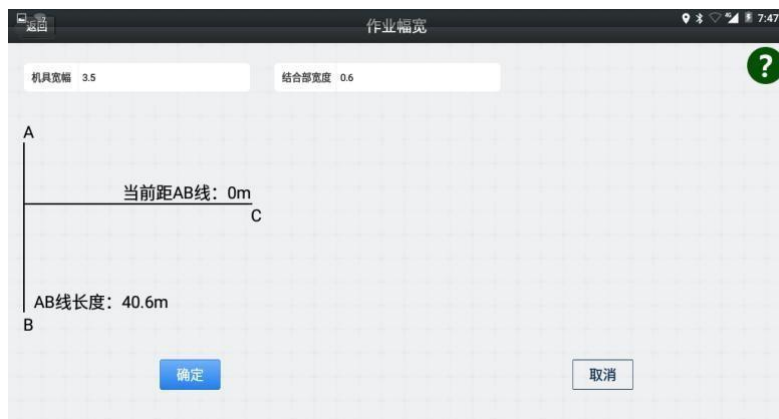 返回
作业幅宽
7:47
机具宽幅 3.5
结合部宽度 0.6
?
A
当前距AB线：0m
C
AB线长度：40.6m
B
确定
取消